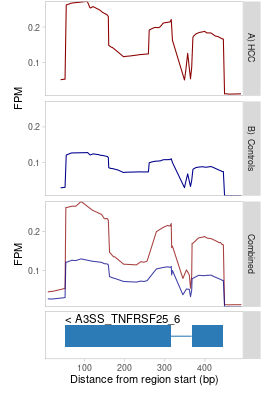 0.2
0.1
A) HCC
FPM
0.2
0.1
B) Controls
0.2
0.1
FPM
Combined
< A3SS_TNFRSF25_6
100 200 300 400
Distance from region start (bp)